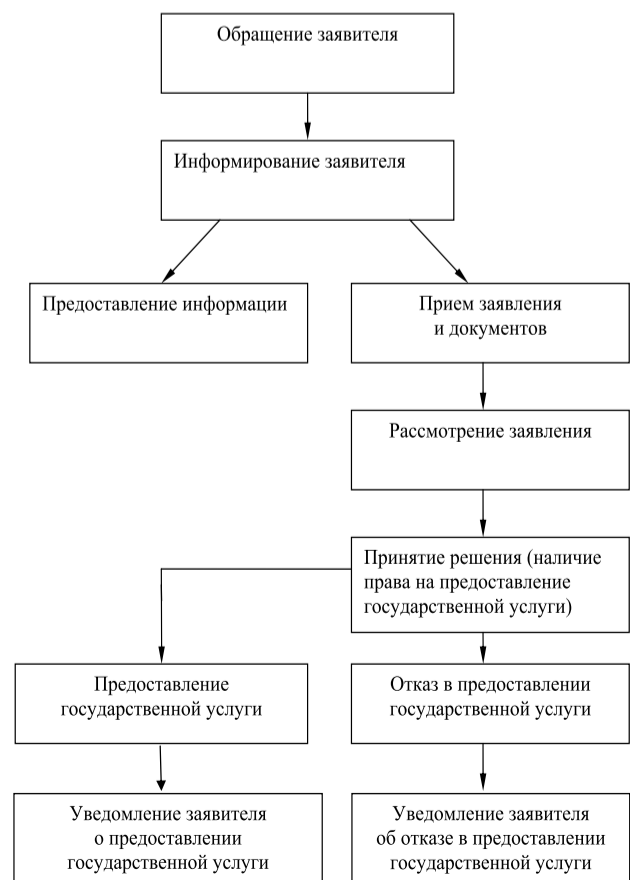 Обращение заявителя
Информирование заявителя
Предоставление информации
Прием заявления
и документов
Рассмотрение заявления
Принятие решения (наличие
права на предоставление
государственной услуги)
Предоставление
государственной услуги
Отказ в предоставлении
государственной услуги
Уведомление заявителя
о предоставлении
государственной услуги
Уведомление заявителя
об отказе в предоставлении
государственной услуги